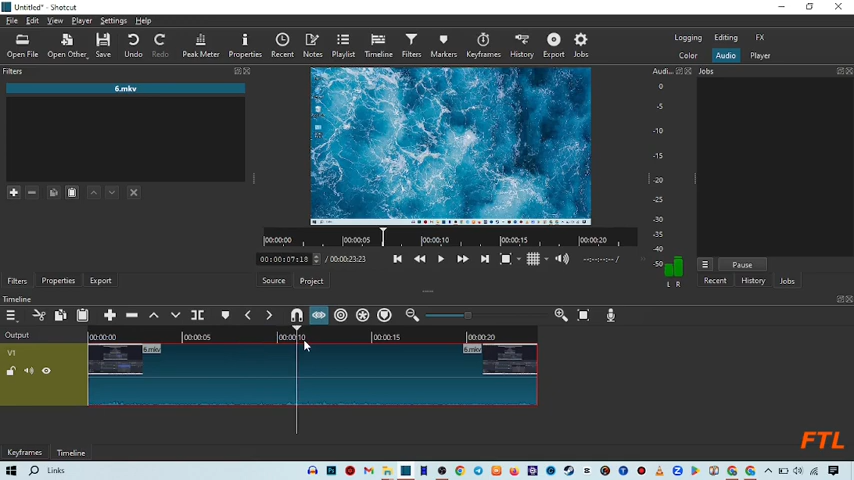 Untitled* - Shotcut
File Edit View Player Settings Help
Open File Open Other... Save Undo Redo Peak Meter Properties Recent Notes Playlist Timeline Filters Markers Keyframes History Export Jobs
Logging Editing FX
Color Audio Player
Filters
6.mkv
Audi...
Jobs
0
-5
-10
-15
-20
-25
-30
-35
-40
-50
L R
00:00:00 00:00:05 00:00:10 00:00:15 00:00:20
00:00:07:18 / 00:00:23:23
--:--:--:-- /
Pause
Filters Properties Export
Source Project
Recent History Jobs
Timeline
Output
00:00:00 00:00:05 00:00:10 00:00:15 00:00:20
V1
6.mkv
6.mkv
FTL
Keyframes Timeline
Links